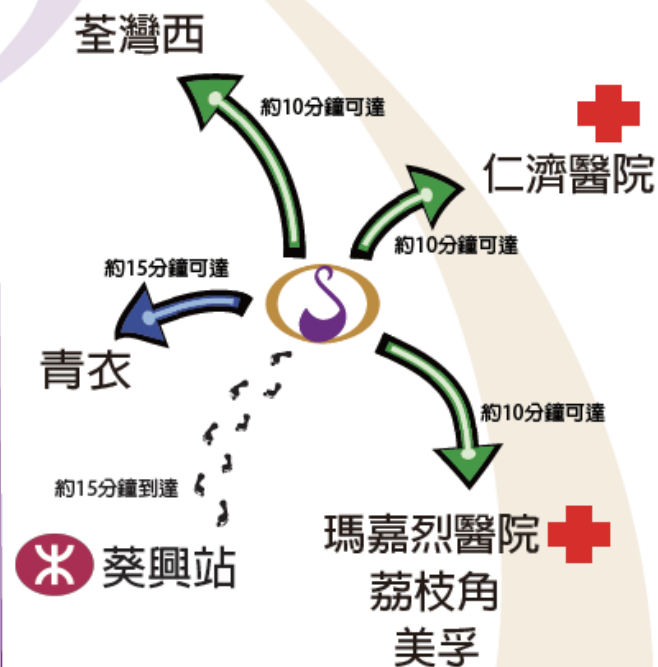 荃灣西
約10分鐘可達
仁濟醫院
約10分鐘可達
約15分鐘可達
青衣
約10分鐘可達
約15分鐘到達
葵興站
瑪嘉烈醫院
荔枝角
美孚